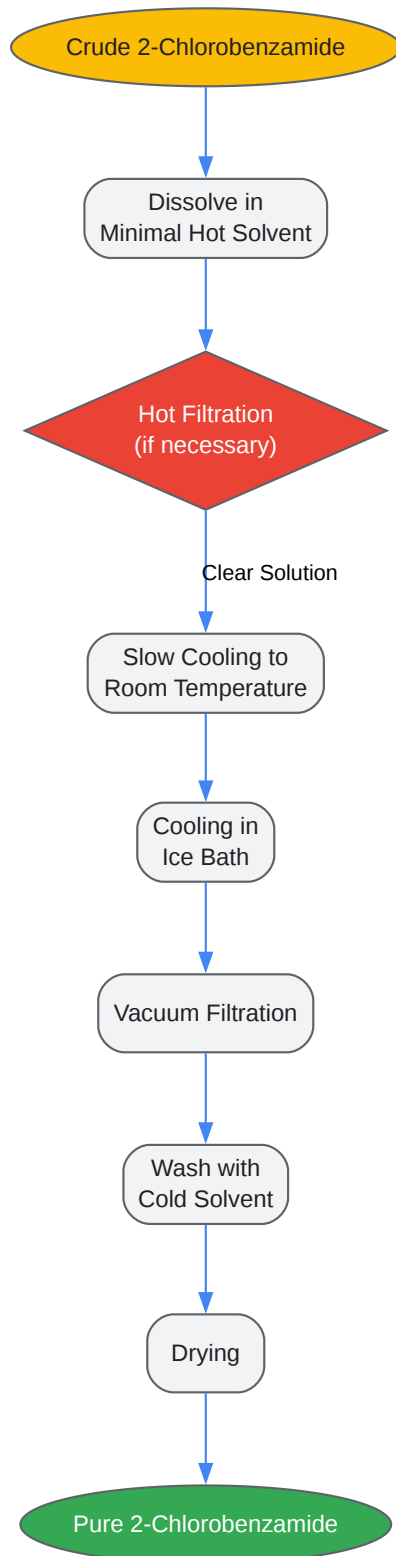 Crude 2-Chlorobenzamide
Dissolve in
Minimal Hot Solvent
Hot Filtration
(if necessary)
Clear Solution
Slow Cooling to
Room Temperature
Cooling in
Ice Bath
Vacuum Filtration
Wash with
Cold Solvent
Drying
Pure 2-Chlorobenzamide